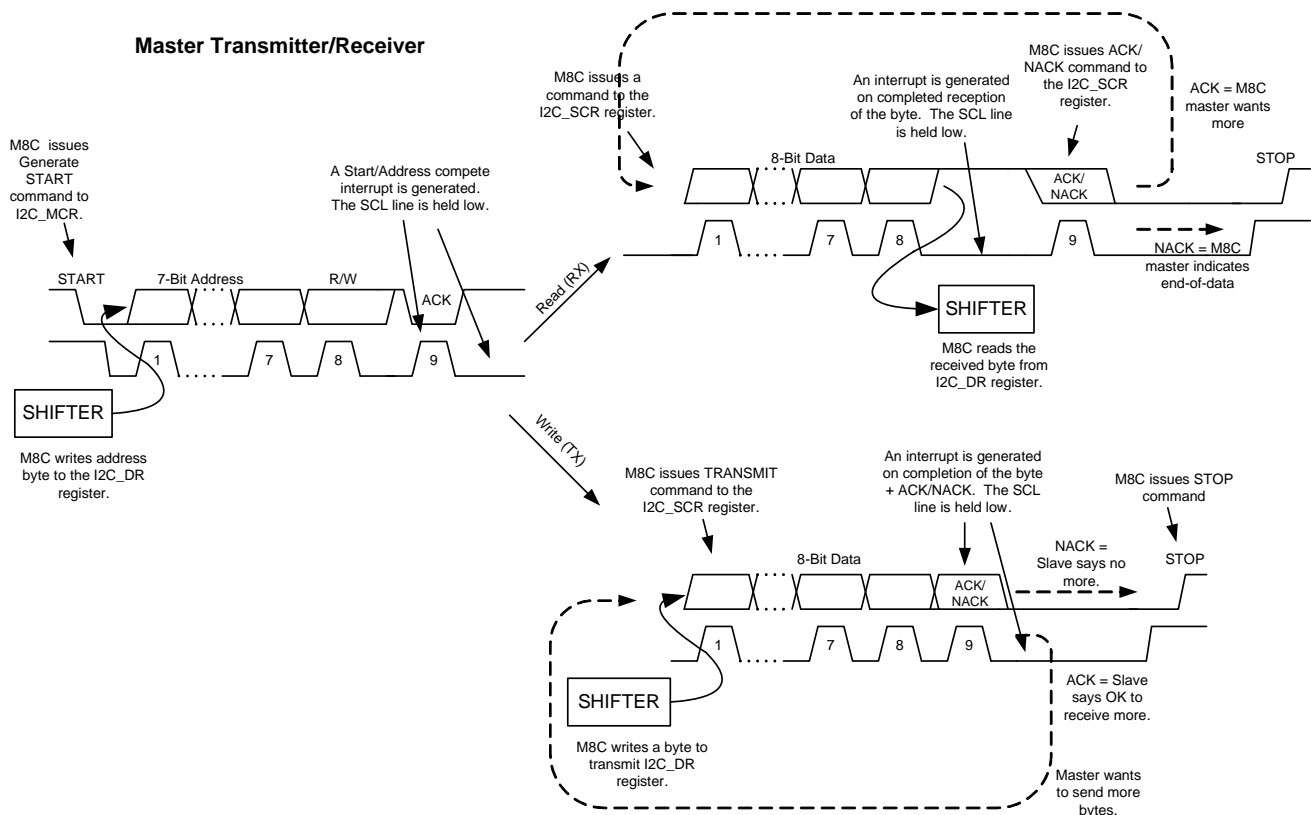 Master Transmitter/Receiver
M8C issues
Generate
START
command to
I2C_MCR.
A Start/Address compete
interrupt is generated.
The SCL line is held low.
START
7-Bit Address
R/W
ACK
1
7
8
9
SHIFTER
M8C writes address
byte to the I2C_DR
register.
Read (RX)
Write (TX)
M8C issues a
command to the
I2C_SCR register.
An interrupt is generated
on completed reception
of the byte. The SCL line
is held low.
M8C issues ACK/
NACK command to
the I2C_SCR
register.
ACK = M8C
master wants
more
8-Bit Data
STOP
ACK/
NACK
1
7
8
9
NACK = M8C
master indicates
end-of-data
SHIFTER
M8C reads the
received byte from
I2C_DR register.
M8C issues TRANSMIT
command to the
I2C_SCR register.
An interrupt is generated
on completion of the byte
+ ACK/NACK. The SCL
line is held low.
M8C issues STOP
command
8-Bit Data
NACK =
Slave says no
more.
STOP
ACK/
NACK
1
7
8
9
SHIFTER
M8C writes a byte to
transmit I2C_DR
register.
ACK = Slave
says OK to
receive more.
Master wants
to send more
bytes.